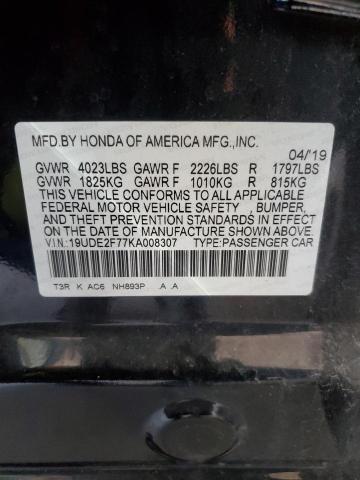 MFD.BY HONDA OF AMERICA MFG.,INC.
04/'19
GVWR 4023LBS GAWR F 2226LBS R 1797LBS
GVWR 1825KG GAWR F 1010KG R 815KG
THIS VEHICLE CONFORMS TO ALL APPLICABLE
FEDERAL MOTOR VEHICLE SAFETY BUMPER,
AND THEFT PREVENTION STANDARDS IN EFFECT
ON THE DATE OF MANUFACTURE SHOWN ABOVE.
V.I.N.:19UDE2F77KA008307 TYPE:PASSENGER CAR
T3R K AC6 NH893P .A .A